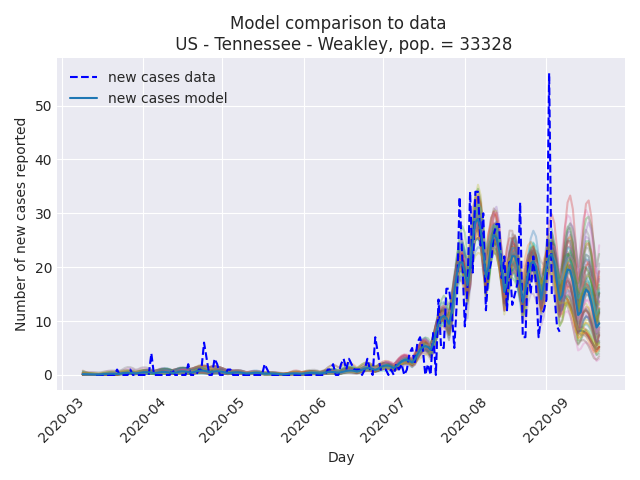 Model comparison to data
US - Tennessee - Weakley, pop. = 33328
new cases data
new cases model
Number of new cases reported
50
40
30
20
10
0
2020-03
2020-04
2020-05
2020-06
2020-07
2020-08
2020-09
Day